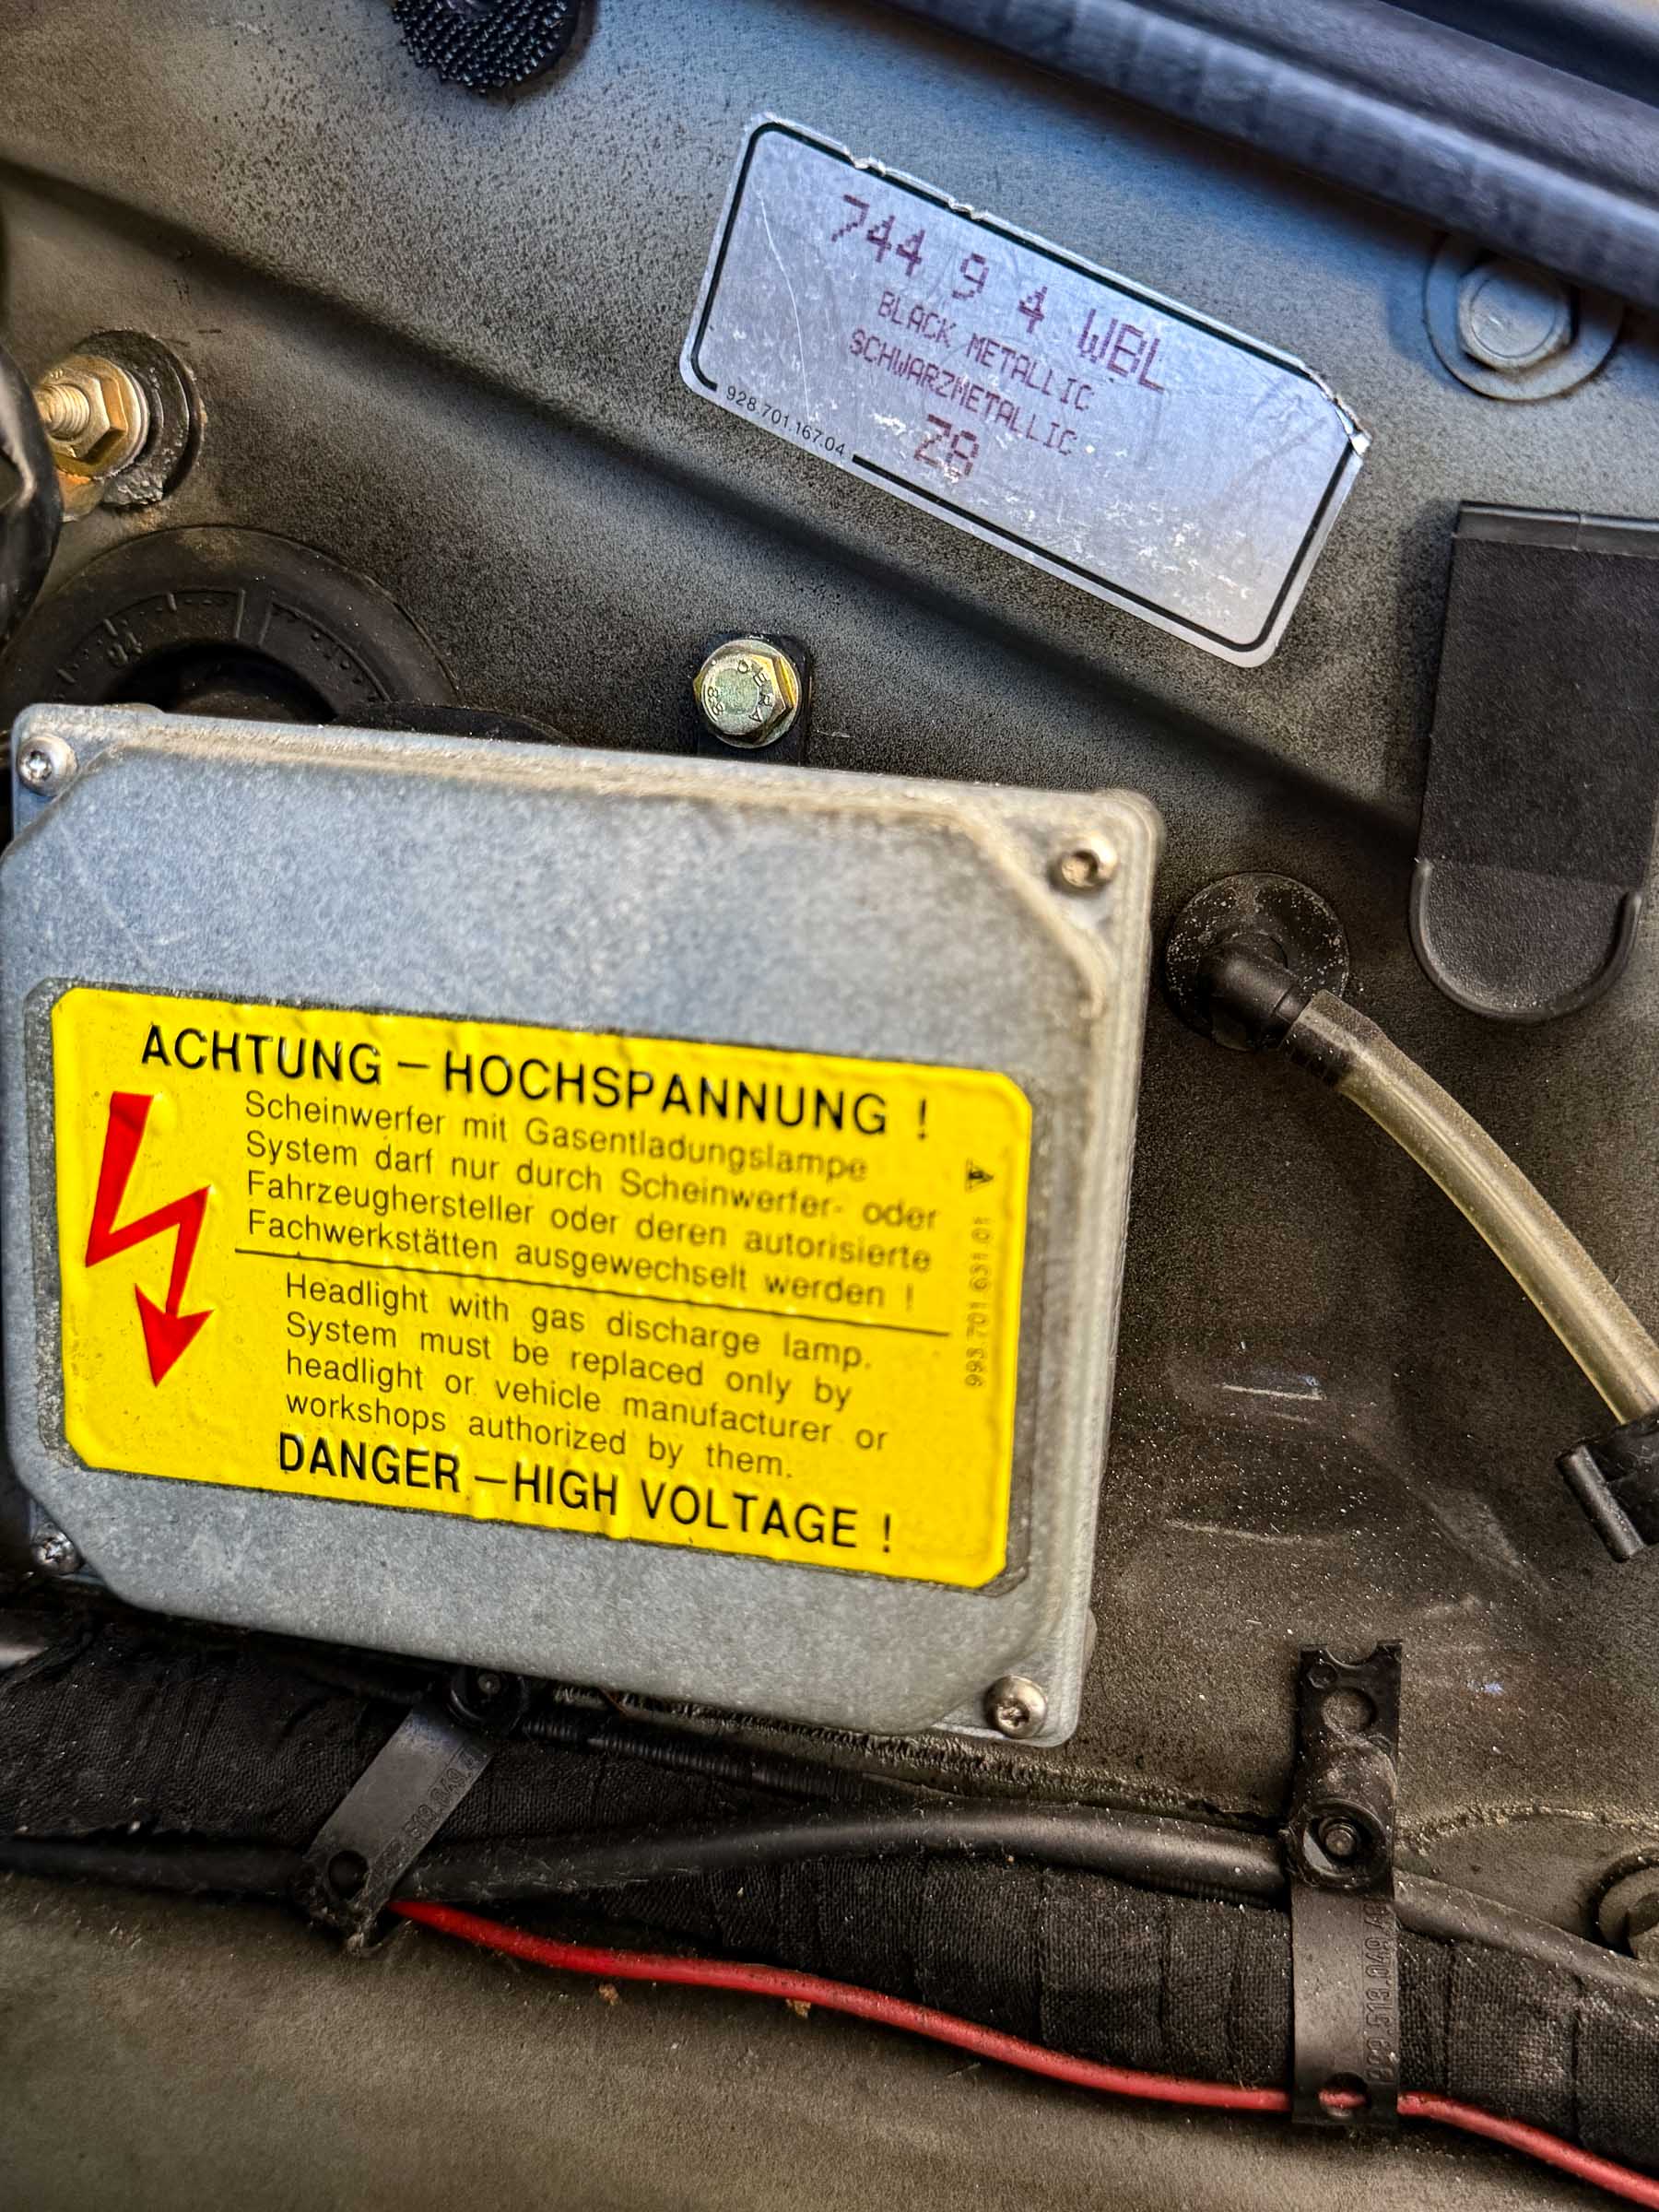 744 9 4 WBL
BLACK METALLIC
SCHWARZMETALLIC
Z8
928.701.167.04
ACHTUNG – HOCHSPANNUNG !
Scheinwerfer mit Gasentladungslampe
System darf nur durch Scheinwerfer- oder
Fahrzeughersteller oder deren autorisierte
Fachwerkstätten ausgewechselt werden !
Headlight with gas discharge lamp.
System must be replaced only by
headlight or vehicle manufacturer or
workshops authorized by them.
DANGER – HIGH VOLTAGE !
993.701.631.01